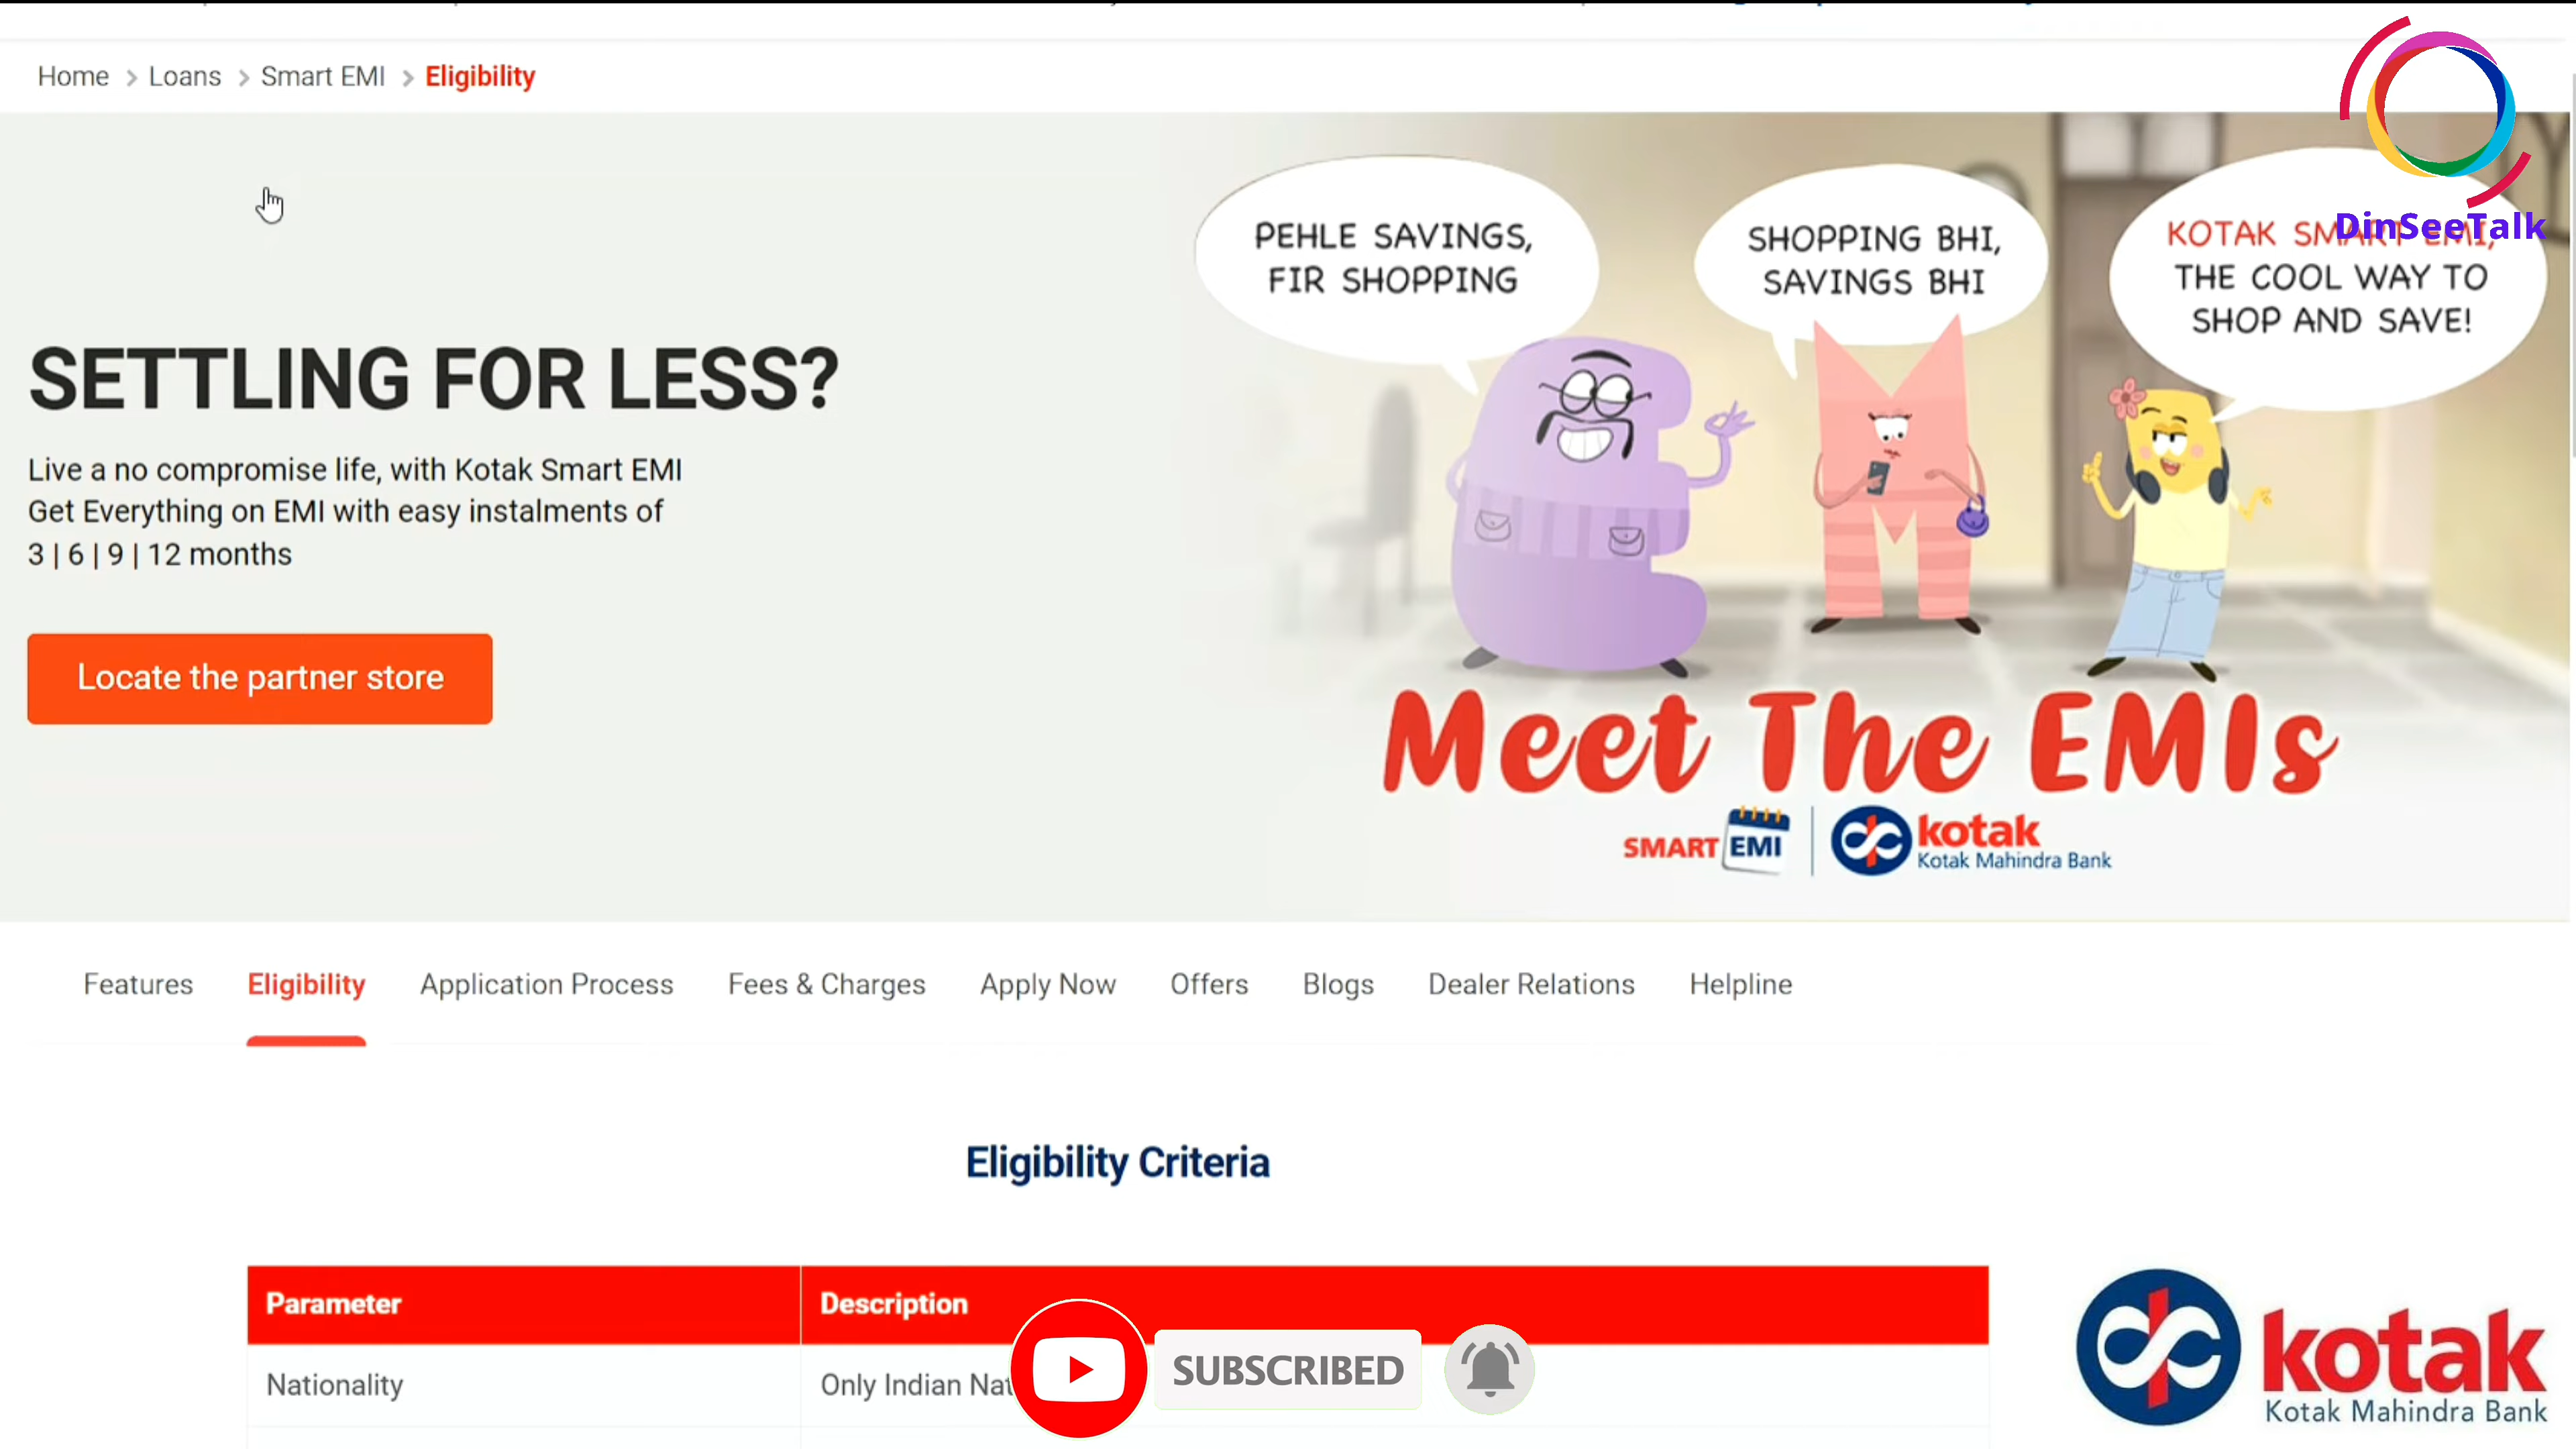 Home > Loans > Smart EMI > Eligibility
DinSeeTalk
PEHLE SAVINGS,
FIR SHOPPING
SHOPPING BHI,
SAVINGS BHI
KOTAK SMART EMI,
THE COOL WAY TO
SHOP AND SAVE!
SETTLING FOR LESS?
Live a no compromise life, with Kotak Smart EMI
Get Everything on EMI with easy instalments of
3 | 6 | 9 | 12 months
Locate the partner store
Meet The EMIs
SMART EMI
kotak
Kotak Mahindra Bank
Features Eligibility Application Process Fees & Charges Apply Now Offers Blogs Dealer Relations Helpline
Eligibility Criteria
Parameter Description
Nationality Only Indian
SUBSCRIBED
kotak
Kotak Mahindra Bank